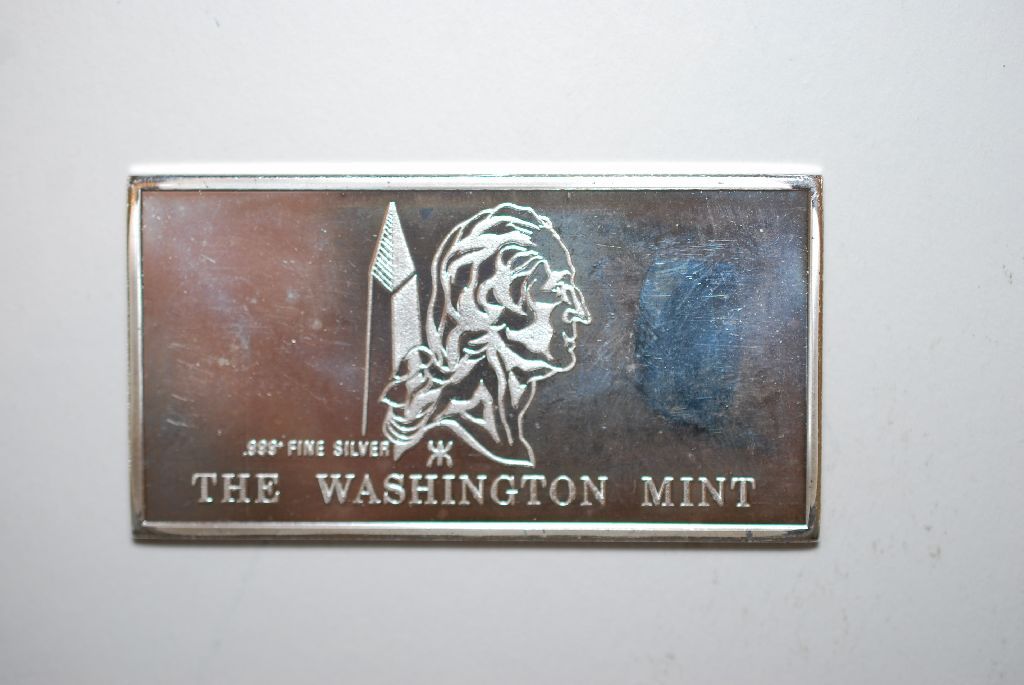 .999+ FINE SILVER
THE WASHINGTON MINT